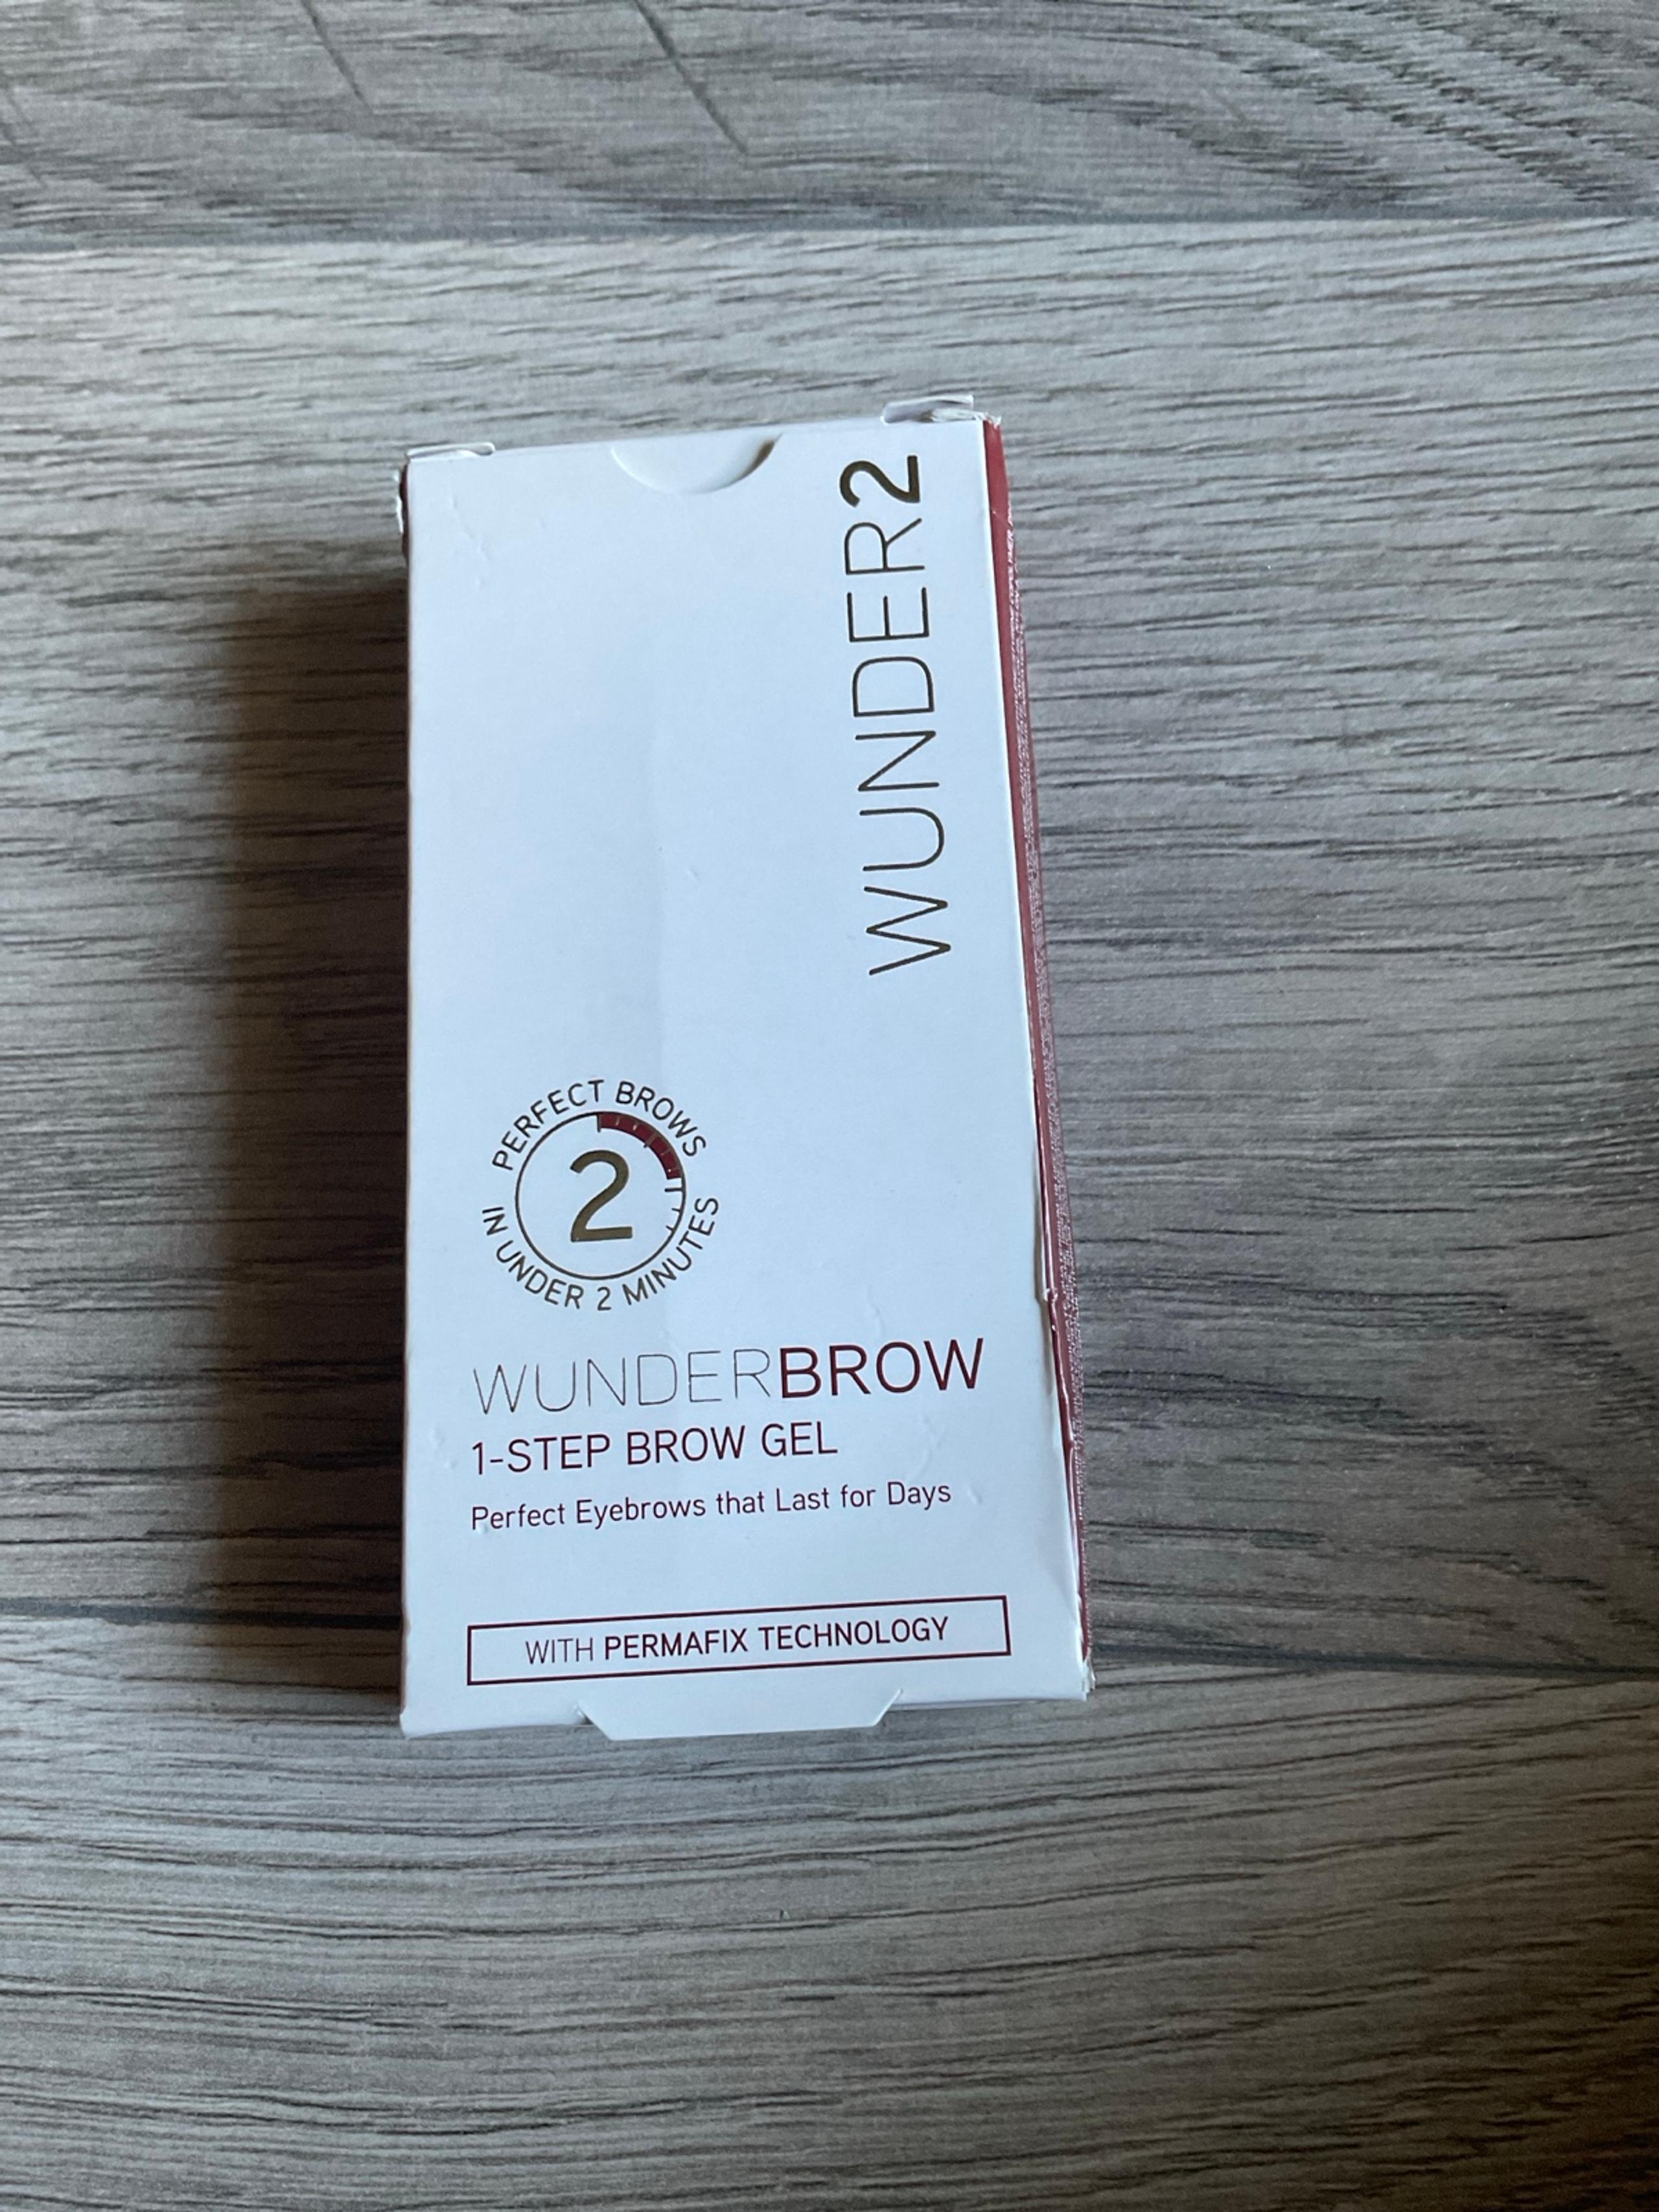 WUNDER2
PERFECT BROWS
2
IN UNDER 2 MINUTES
WUNDERBROW
1-STEP BROW GEL
Perfect Eyebrows that Last for Days
WITH PERMAFIX TECHNOLOGY